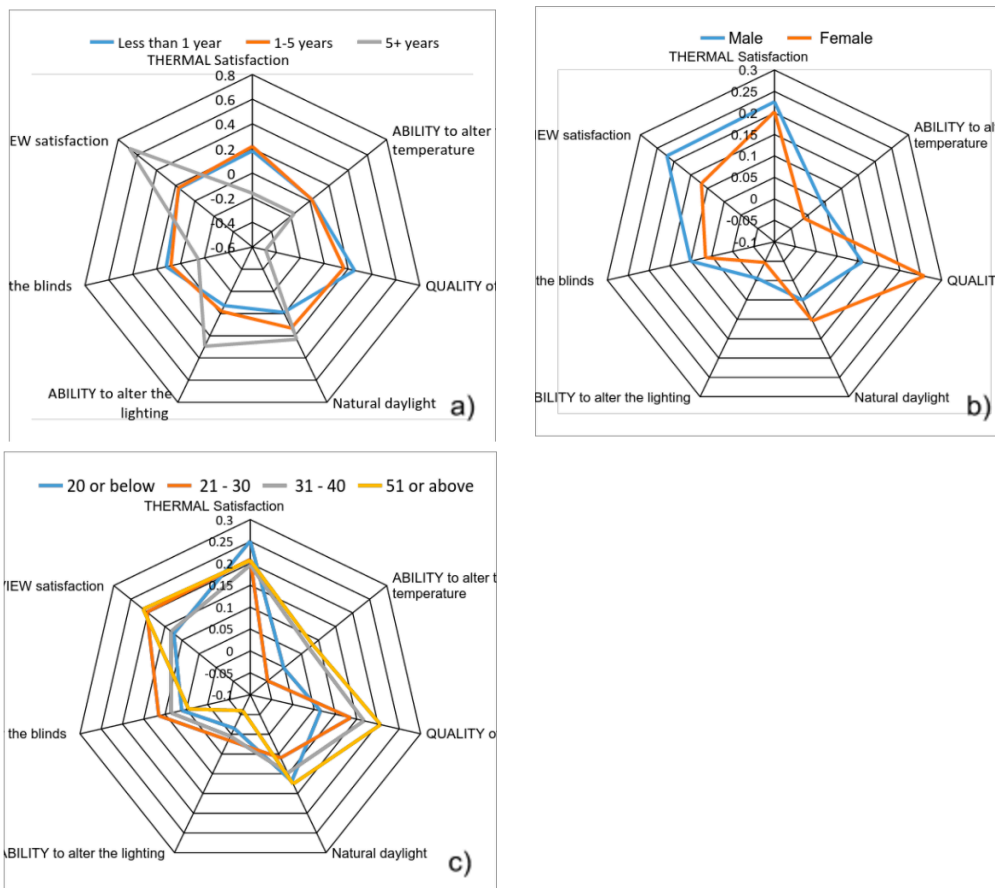 Less than 1 year 1-5 years 5+ years
THERMAL Satisfaction
0.8
0.6
0.4
0.2
0
-0.2
-0.4
-0.6
ABILITY to alter
temperature
EW satisfaction
QUALITY of
the blinds
ABILITY to alter the
lighting
Natural daylight
a)
Male Female
THERMAL Satisfaction
0.3
0.25
0.2
0.15
0.1
0.05
0
-0.05
-0.1
ABILITY to al
temperature
EW satisfaction
QUALIT
the blinds
BILITY to alter the lighting
Natural daylight
b)
20 or below 21 - 30 31 - 40 51 or above
THERMAL Satisfaction
0.3
0.25
0.2
0.15
0.1
0.05
0
-0.05
-0.1
ABILITY to alter t
temperature
VIEW satisfaction
QUALITY o
the blinds
ABILITY to alter the lighting
Natural daylight
c)